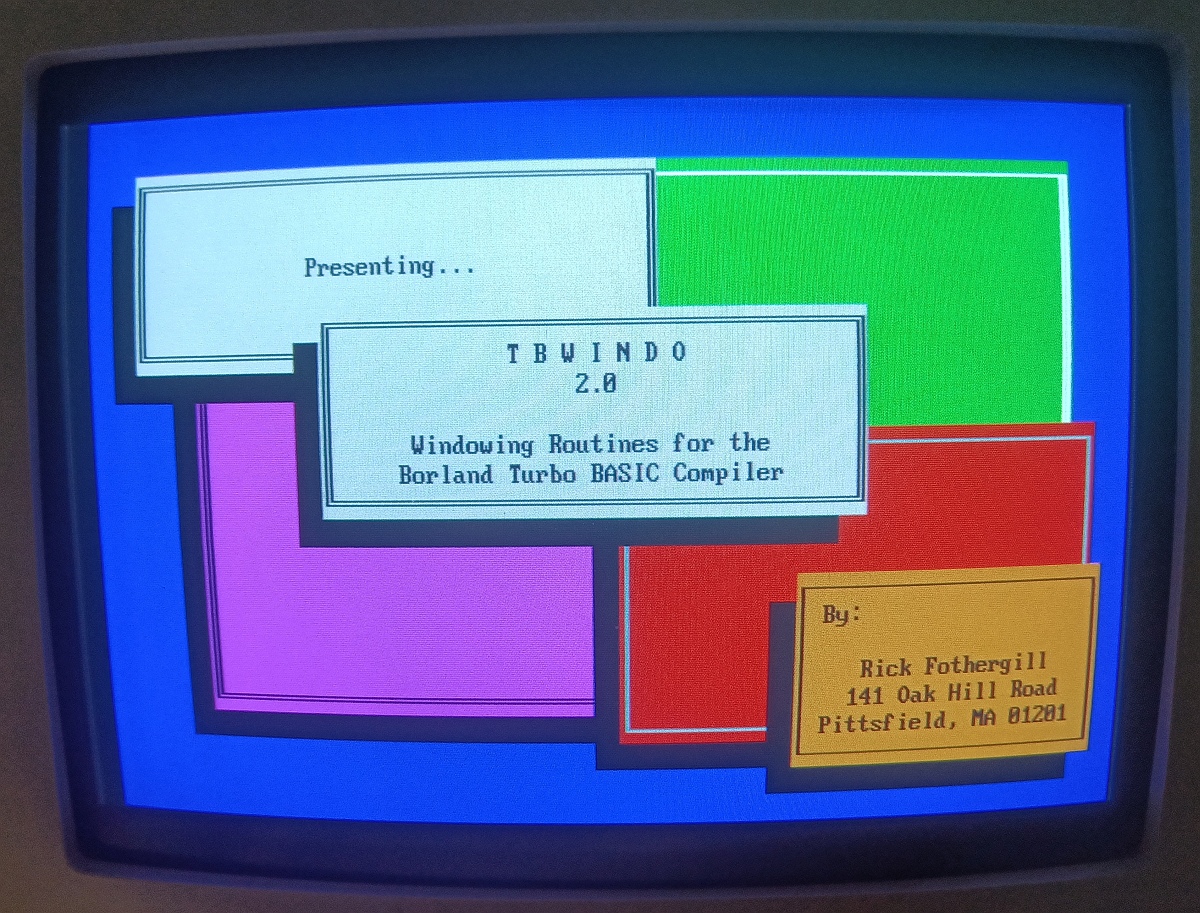 Presenting...
T B W I N D O
2.0
Windowing Routines for the
Borland Turbo BASIC Compiler
By:
Rick Fothergill
141 Oak Hill Road
Pittsfield, MA 01201